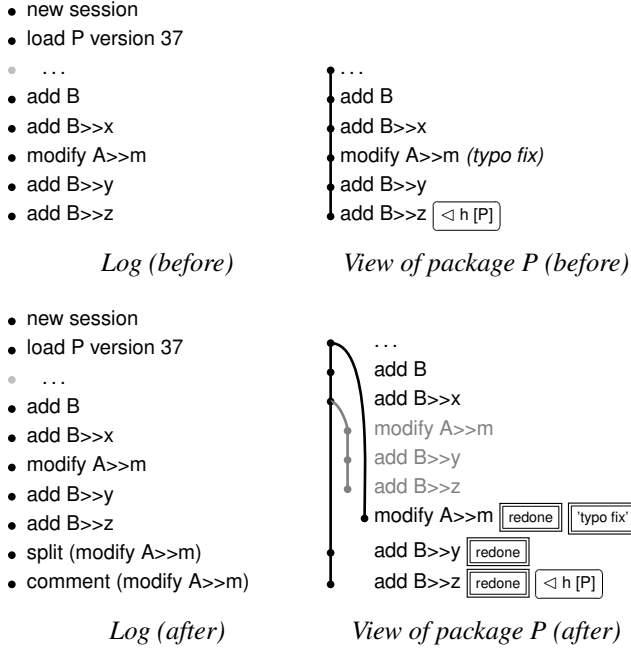 new session
load P version 37
...
add B
add B>>x
modify A>>m
add B>>y
add B>>z
Log (before)
...
add B
add B>>x
modify A>>m (typo fix)
add B>>y
add B>>z ◁ h [P]
View of package P (before)
new session
load P version 37
...
add B
add B>>x
modify A>>m
add B>>y
add B>>z
split (modify A>>m)
comment (modify A>>m)
Log (after)
...
add B
add B>>x
modify A>>m
add B>>y
add B>>z
modify A>>m redone 'typo fix'
add B>>y redone
add B>>z redone ◁ h [P]
View of package P (after)